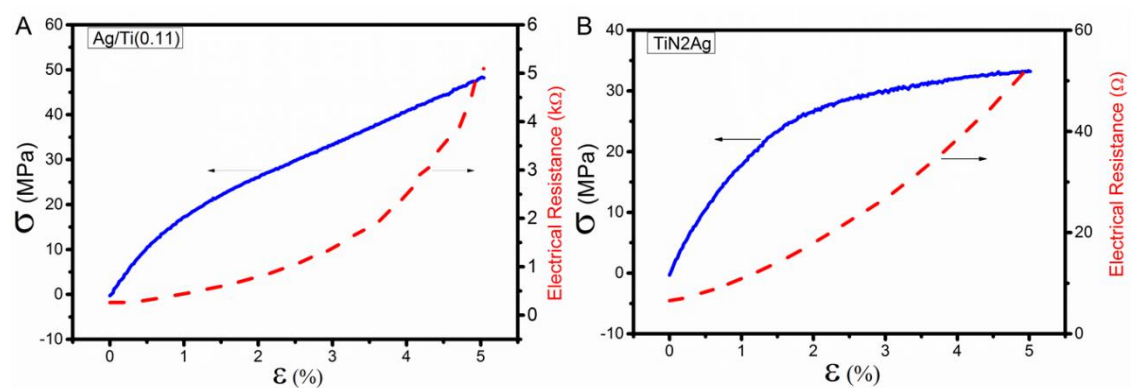 A
Ag/Ti(0.11)
60
50
40
30
20
10
0
-10
σ (MPa)
6
5
4
3
2
1
0
Electrical Resistance (kΩ)
0 1 2 3 4 5
ε (%)
B
TiN2Ag
40
30
20
10
0
-10
σ (MPa)
60
40
20
0
Electrical Resistance (Ω)
0 1 2 3 4 5
ε (%)